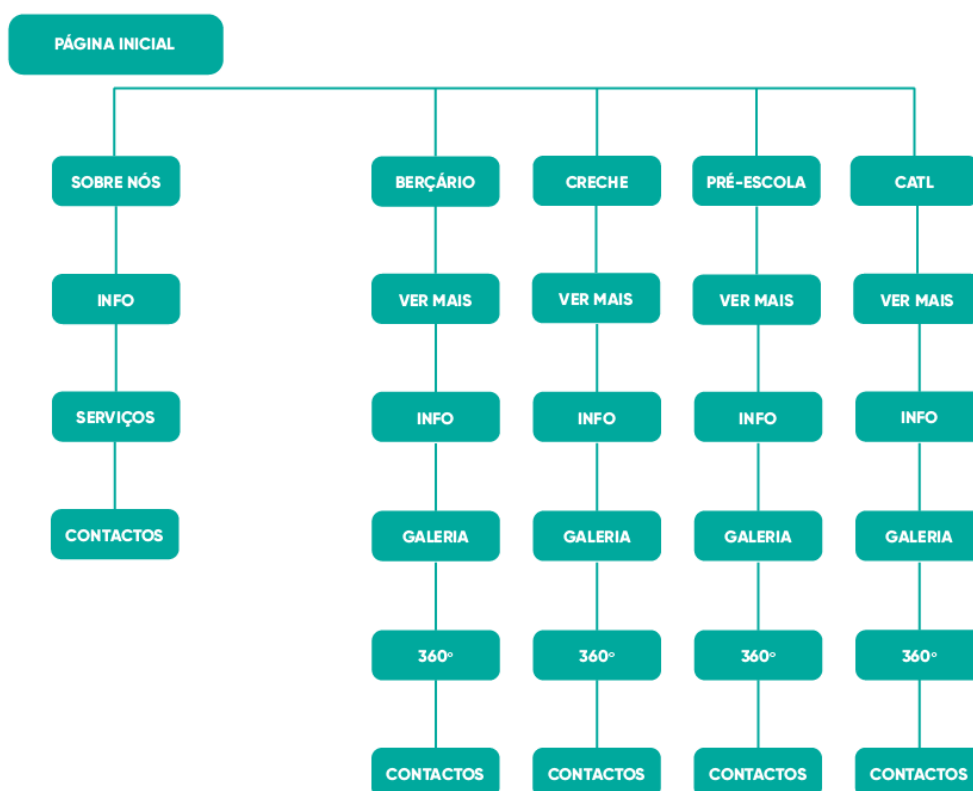 PÁGINA INICIAL
SOBRE NÓS
BERÇÁRIO
CRECHE
PRÉ-ESCOLA
CATL
INFO
VER MAIS
VER MAIS
VER MAIS
VER MAIS
SERVIÇOS
INFO
INFO
INFO
INFO
CONTACTOS
GALERIA
GALERIA
GALERIA
GALERIA
360º
360º
360º
360º
CONTACTOS
CONTACTOS
CONTACTOS
CONTACTOS